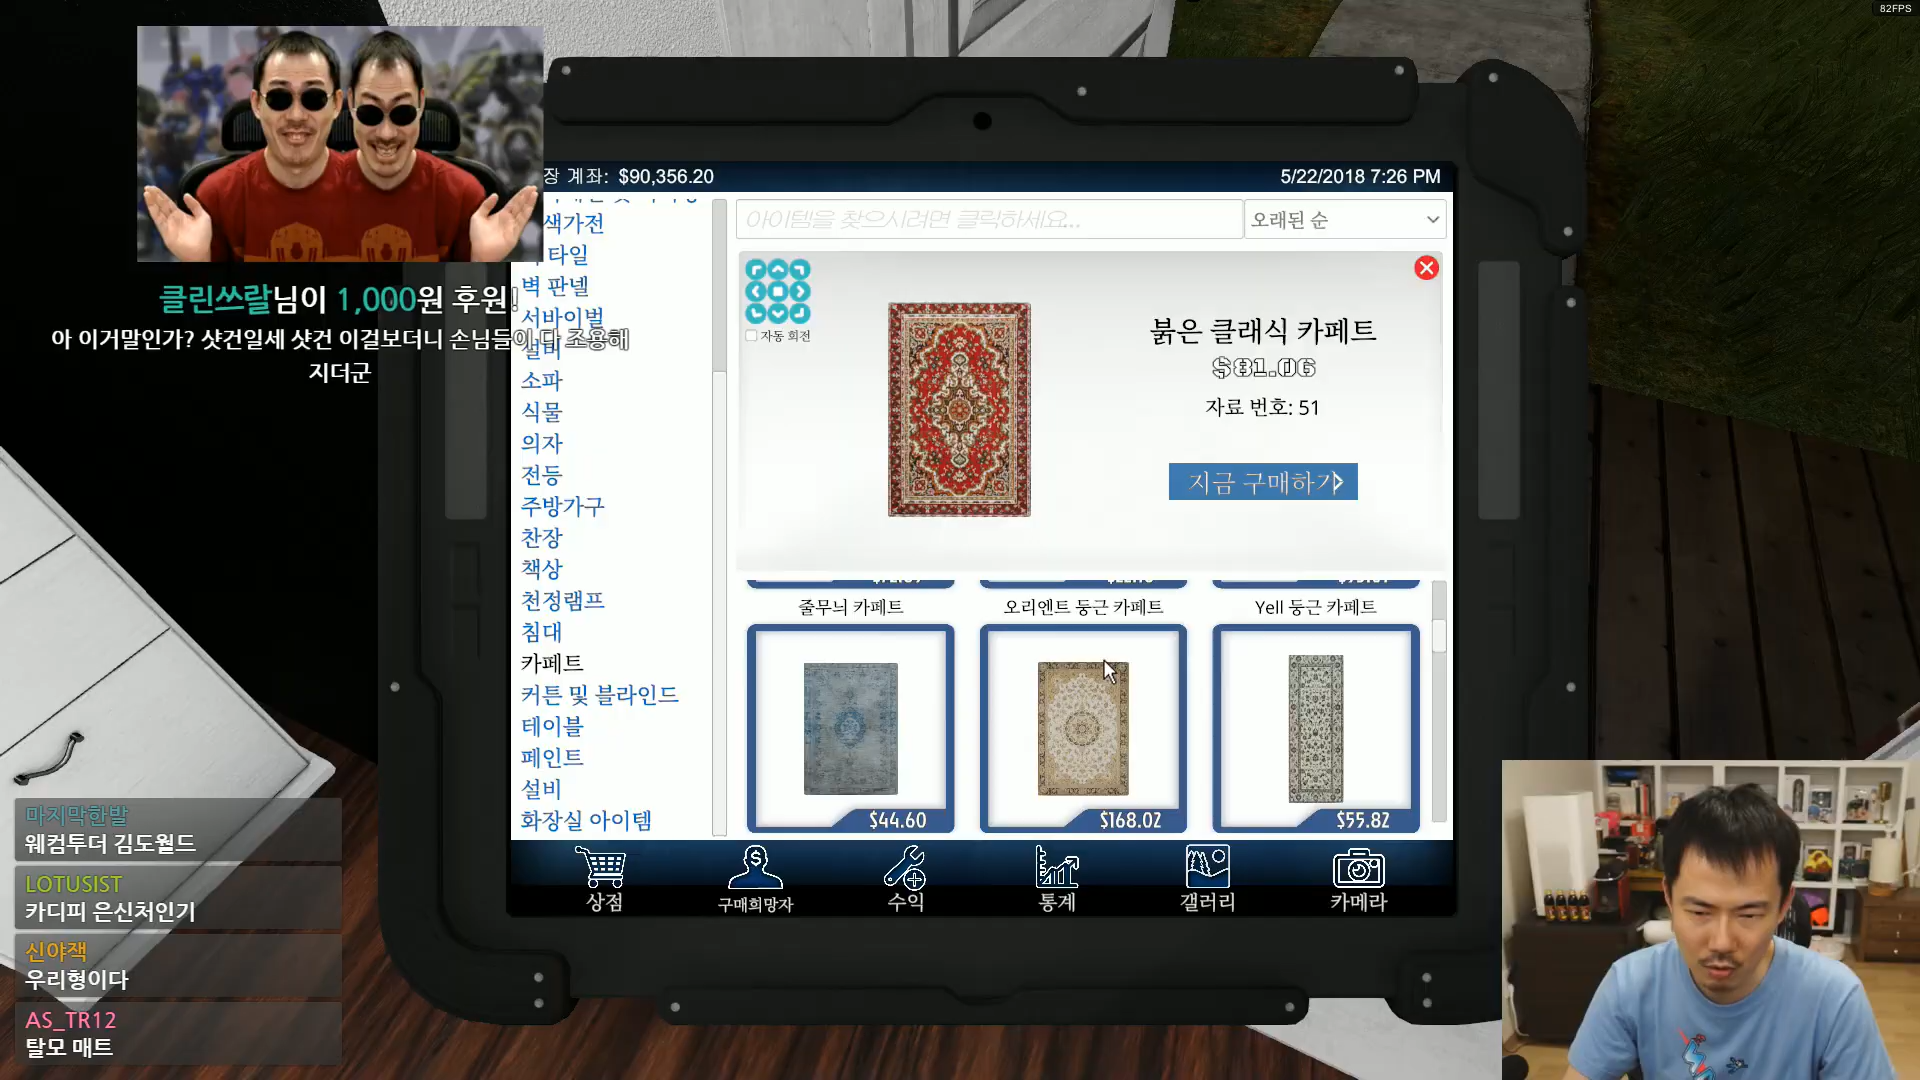 82FPS
장 계좌: $90,356.20
5/22/2018 7:26 PM
색가전
타일
벽 판넬
서바이벌
설비
소파
식물
의자
전등
주방가구
찬장
책상
천정램프
침대
카페트
커튼 및 블라인드
테이블
페인트
설비
화장실 아이템
아이템을 찾으시려면 클릭하세요...
오래된 순
자동 회전
붉은 클래식 카페트
$81.06
자료 번호: 51
지금 구매하기
줄무늬 카페트
오리엔트 둥근 카페트
Yell 둥근 카페트
$44.60
$168.02
$55.82
상점
구매희망자
수익
통계
갤러리
카메라
클린쓰랄님이 1,000원 후원!
아 이거말인가? 샷건일세 샷건 이걸보더니 손님들이 다 조용해
지더군
마지막한발
웨컴투더 김도월드
LOTUSIST
카디피 은신처인기
신야잭
우리형이다
AS_TR12
탈모 매트